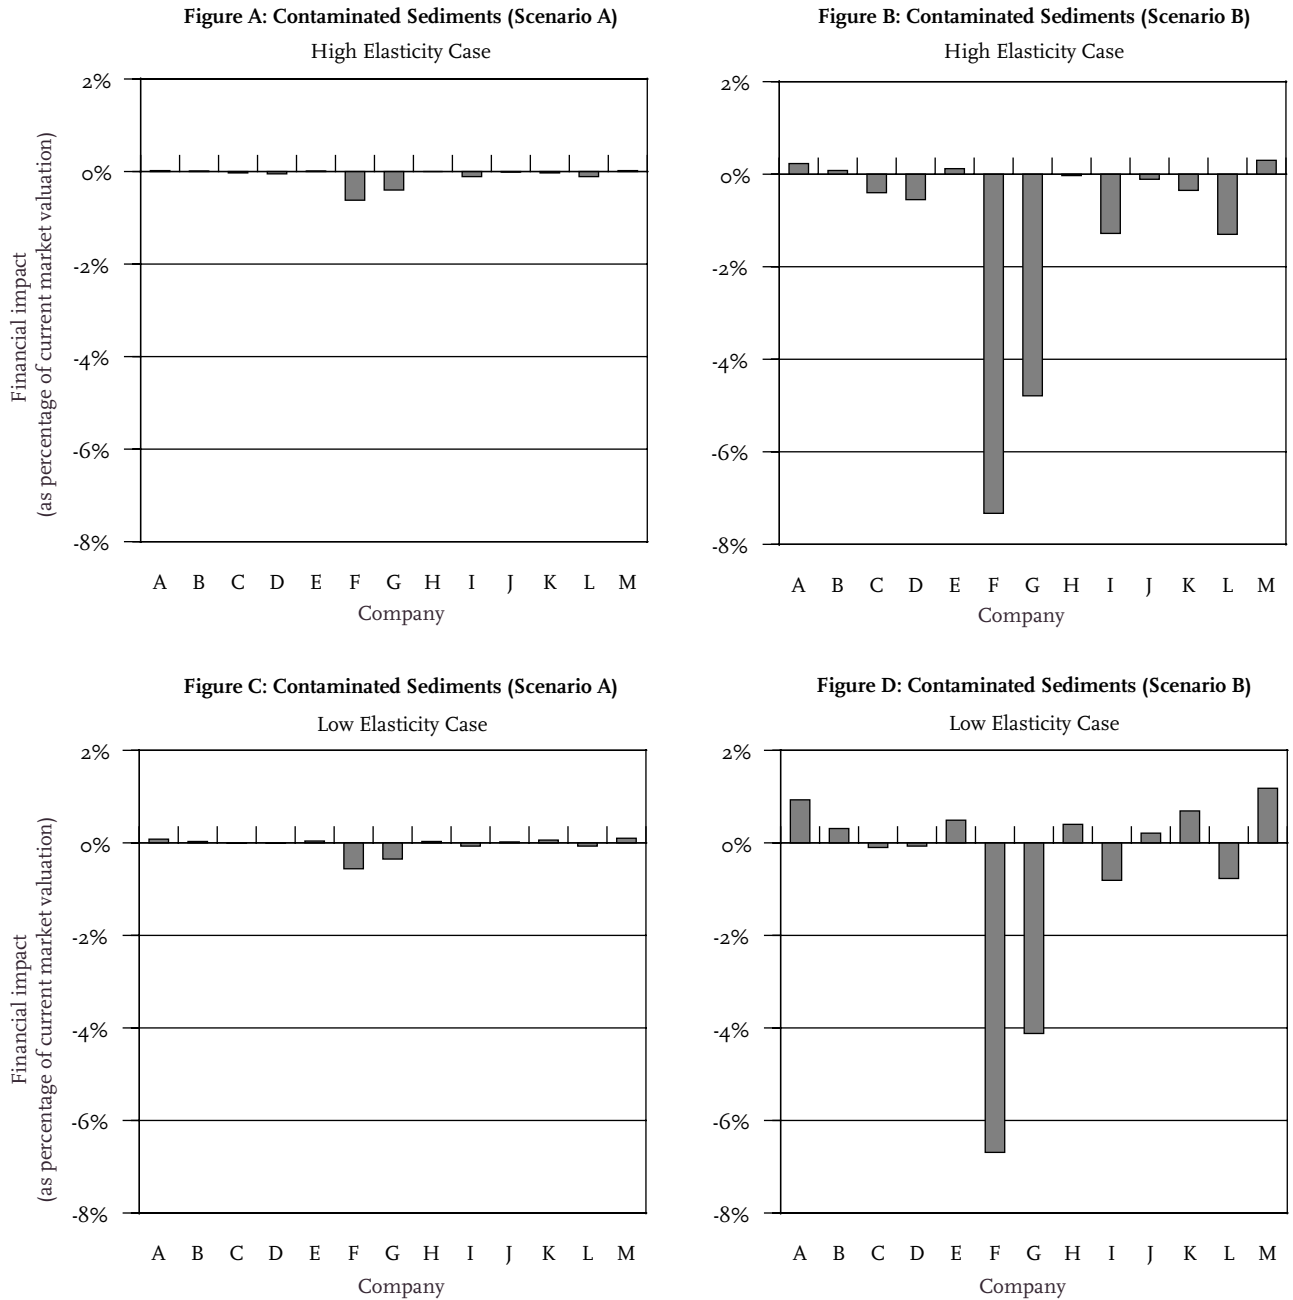 Figure A: Contaminated Sediments (Scenario A)
High Elasticity Case
Financial impact
(as percentage of current market valuation)
2%
0%
-2%
-4%
-6%
-8%
A B C D E F G H I J K L M
Company
Figure B: Contaminated Sediments (Scenario B)
High Elasticity Case
2%
0%
-2%
-4%
-6%
-8%
A B C D E F G H I J K L M
Company
Figure C: Contaminated Sediments (Scenario A)
Low Elasticity Case
Financial impact
(as percentage of current market valuation)
2%
0%
-2%
-4%
-6%
-8%
A B C D E F G H I J K L M
Company
Figure D: Contaminated Sediments (Scenario B)
Low Elasticity Case
2%
0%
-2%
-4%
-6%
-8%
A B C D E F G H I J K L M
Company